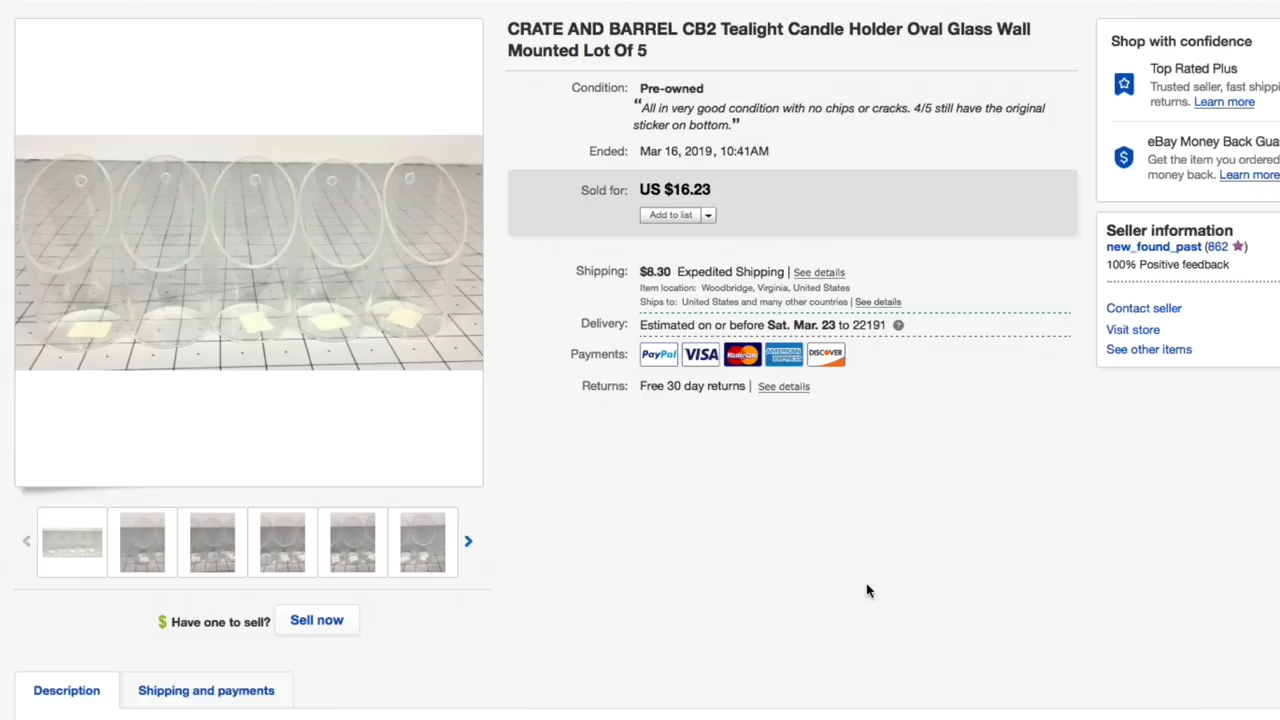 CRATE AND BARREL CB2 Tealight Candle Holder Oval Glass Wall
Mounted Lot Of 5
Condition: Pre-owned
“All in very good condition with no chips or cracks. 4/5 still have the original
sticker on bottom.”
Ended: Mar 16, 2019, 10:41AM
Sold for: US $16.23
Add to list
Shipping: $8.30 Expedited Shipping | See details
Item location: Woodbridge, Virginia, United States
Ships to: United States and many other countries | See details
Delivery: Estimated on or before Sat. Mar. 23 to 22191
Payments: PayPal VISA MasterCard AMERICAN EXPRESS DISCOVER
Returns: Free 30 day returns | See details
Shop with confidence
Top Rated Plus
Trusted seller, fast shippi
returns. Learn more
eBay Money Back Gua
Get the item you ordered
money back. Learn more
Seller information
new_found_past (862)
100% Positive feedback
Contact seller
Visit store
See other items
$ Have one to sell? Sell now
Description Shipping and payments